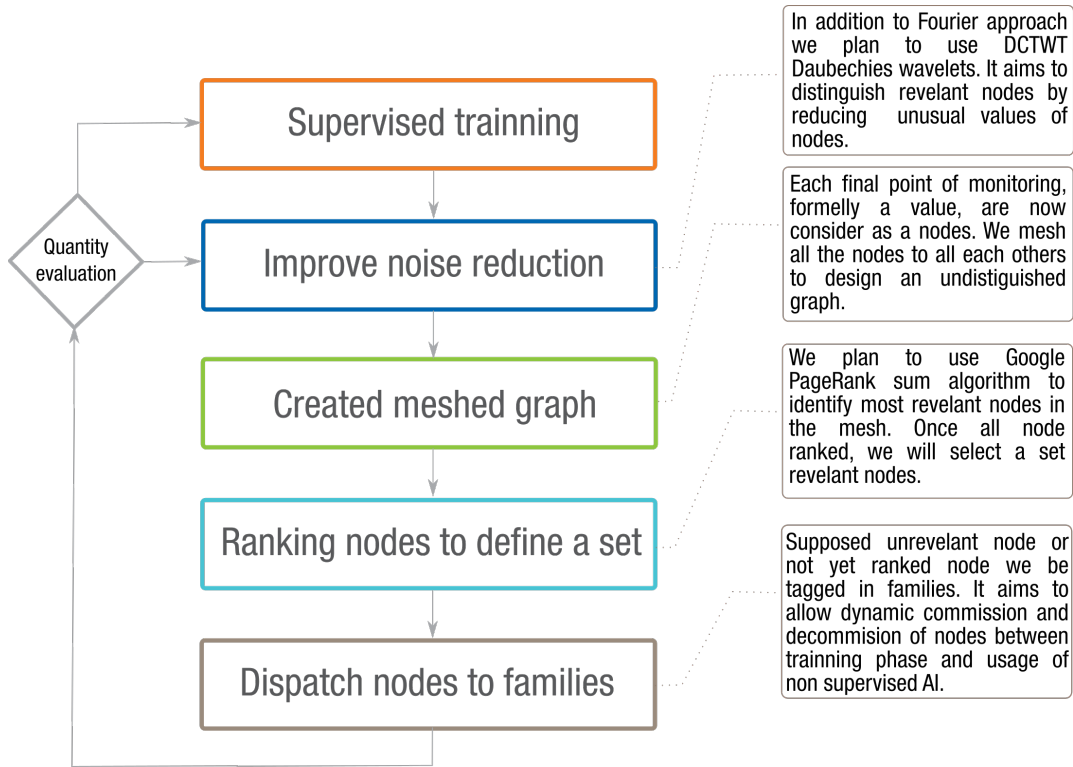 Supervised trainning
Quantity
evaluation
Improve noise reduction
Created meshed graph
Ranking nodes to define a set
Dispatch nodes to families
In addition to Fourier approach
we plan to use DCTWT
Daubechies wavelets. It aims to
distinguish revelant nodes by
reducing unusual values of
nodes.
Each final point of monitoring,
formelly a value, are now
consider as a nodes. We mesh
all the nodes to all each others
to design an undistiguished
graph.
We plan to use Google
PageRank sum algorithm to
identify most revelant nodes in
the mesh. Once all node
ranked, we will select a set
revelant nodes.
Supposed unrevelant node or
not yet ranked node we be
tagged in families. It aims to
allow dynamic commission and
decommision of nodes between
trainning phase and usage of
non supervised AI.